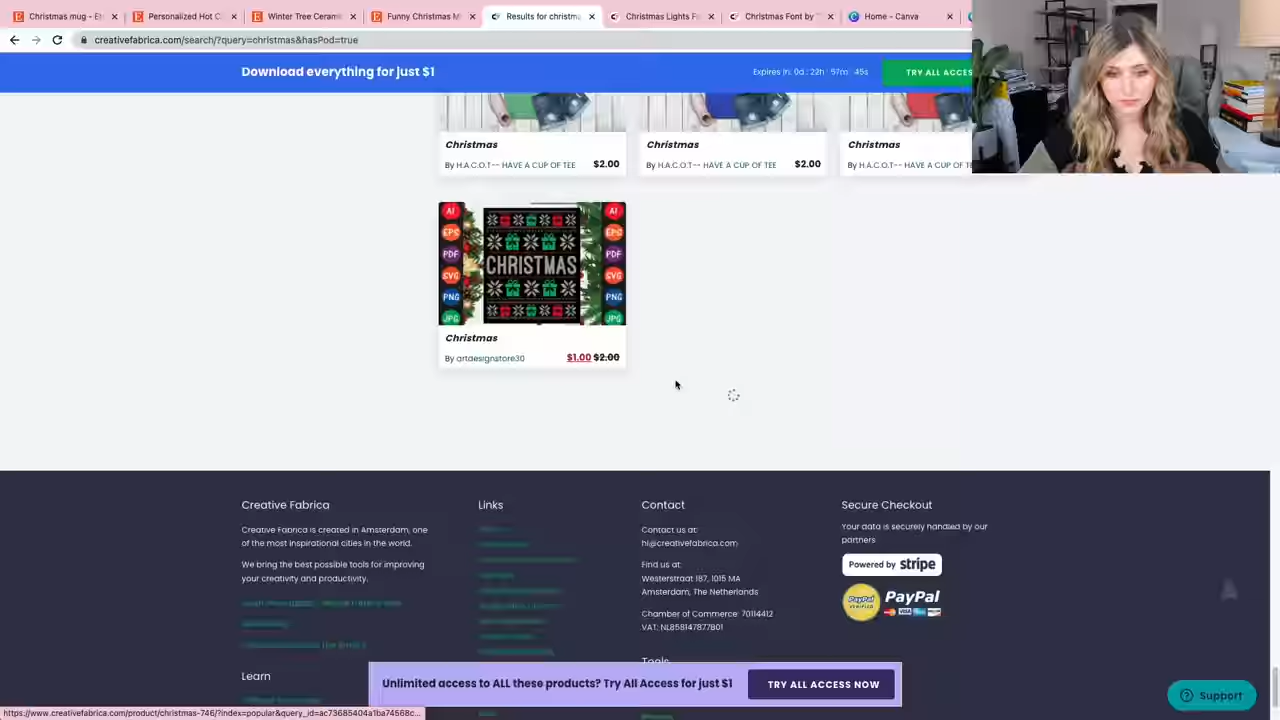 Christmas mug - E
Personalized Hot C
Winter Tree Ceram
Funny Christmas M
Results for christma
Christmas Lights F
Christmas Font by
Home - Canva
creativefabrica.com/search/?query=christmas&hasPod=true
Download everything for just $1
Expires in: 0d : 23h : 57m : 45s
TRY ALL ACCES
Christmas
By H.A.C.O.T-- HAVE A CUP OF TEE $2.00
Christmas
By H.A.C.O.T-- HAVE A CUP OF TEE $2.00
Christmas
By H.A.C.O.T-- HAVE A CUP OF T
AI
EPS
PDF
SVG
PNG
JPG
CHRISTMAS
AI
EPS
PDF
SVG
PNG
JPG
Christmas
By artdesignstore30 $1.00 $2.00
Creative Fabrica
Creative Fabrica is created in Amsterdam, one
of the most inspirational cities in the world.
We bring the best possible tools for improving
your creativity and productivity.
Learn
Links
Contact
Contact us at:
hi@creativefabrica.com
Find us at:
Westerstraat 187, 1015 MA
Amsterdam, The Netherlands
Chamber of Commerce: 70114412
VAT: NL858147877B01
Tools
Secure Checkout
Your data is securely handled by our
partners
Powered by stripe
PayPal VERIFIED
PayPal
VISA
Unlimited access to ALL these products? Try All Access for just $1
TRY ALL ACCESS NOW
Support
https://www.creativefabrica.com/product/christmas-746/?index=popular&query_id=ac73685404a1ba74568c...